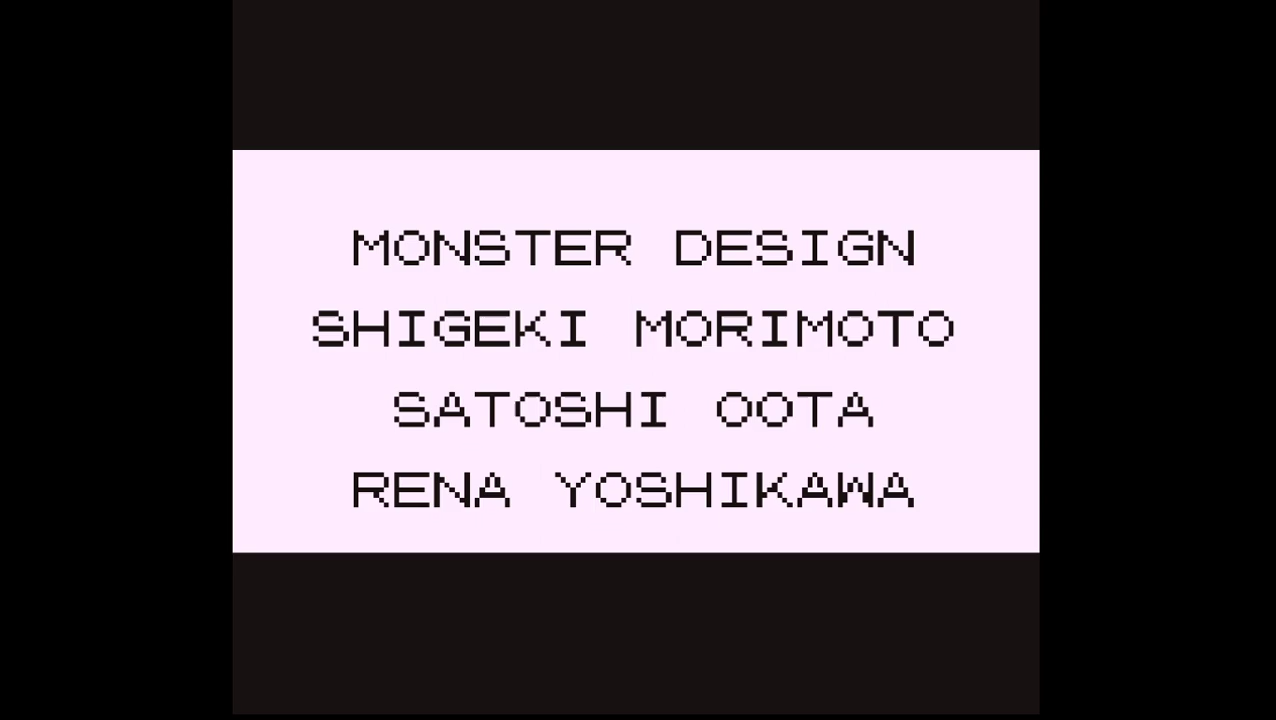 MONSTER DESIGN
SHIGEKI MORIMOTO
SATOSHI OOTA
RENA YOSHIKAWA